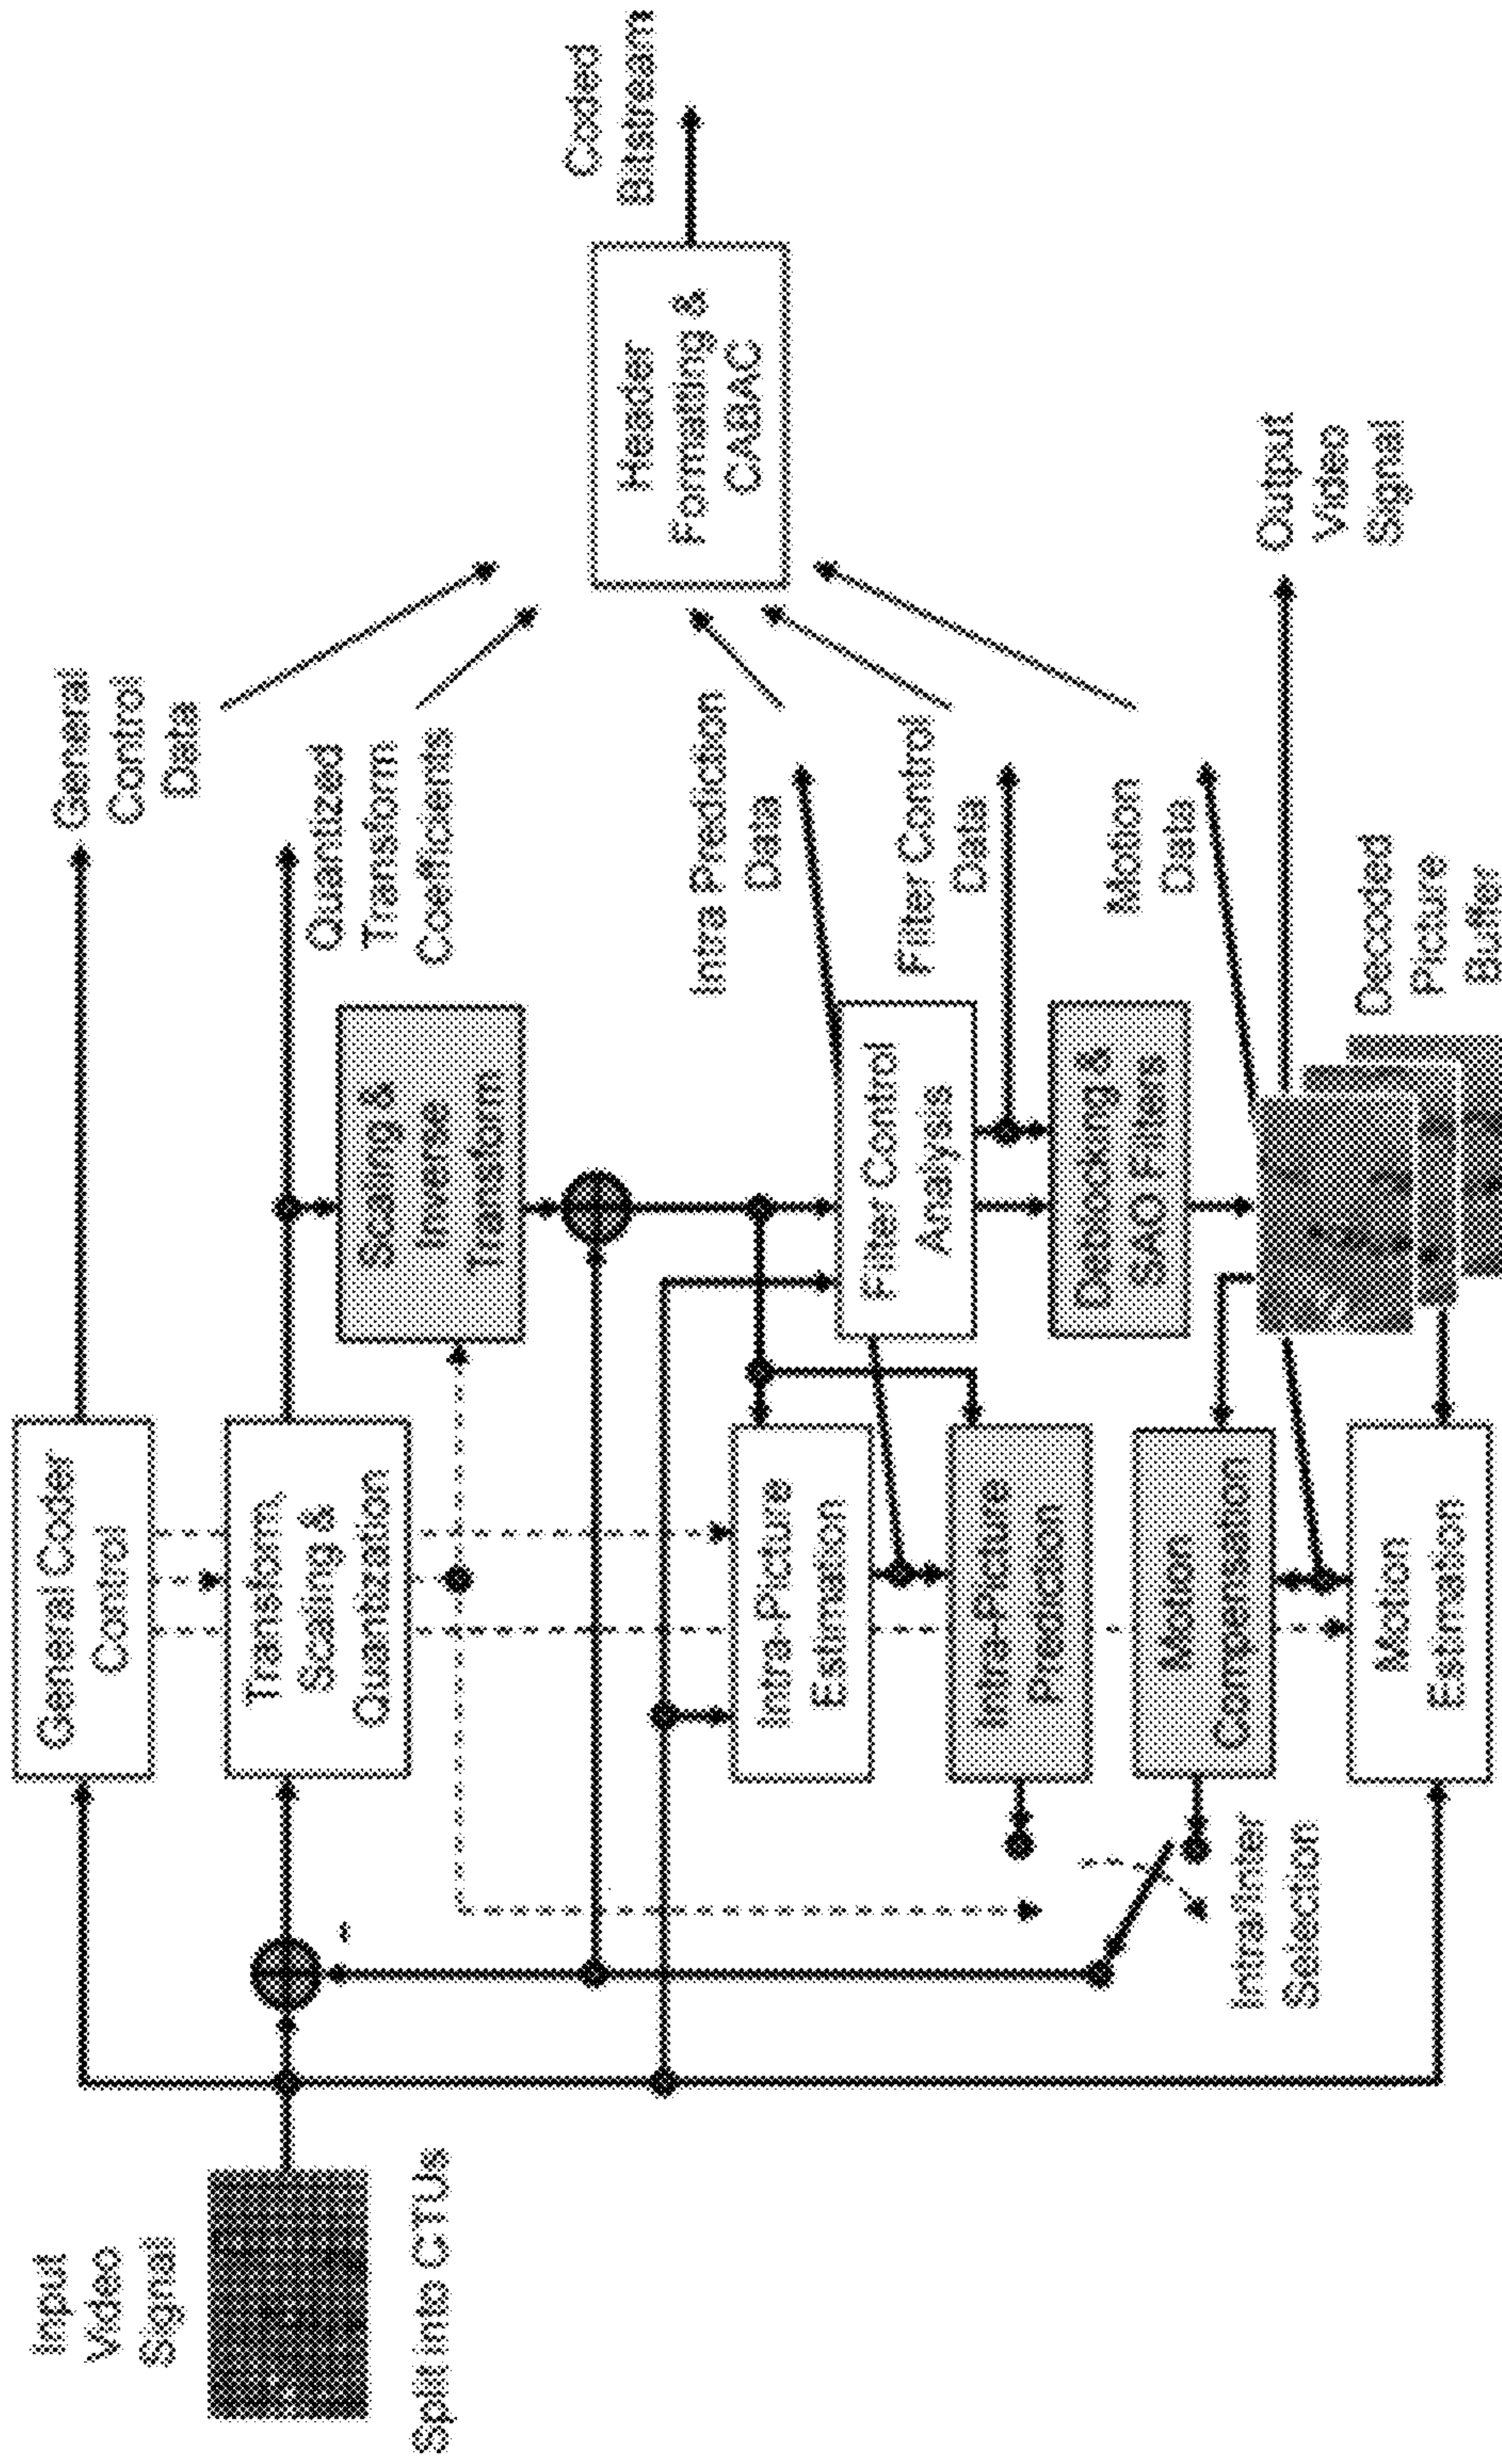 Input
Video
Signal
Split into CTUs
General Coder
Control
Transform,
Scaling &
Quantization
Scaling &
Inverse
Transform
Intra-Picture
Estimation
Intra-Picture
Prediction
Motion
Compensation
Motion
Estimation
Intra/Inter
Selection
Filter Control
Analysis
Deblocking &
SAO Filters
General
Control
Data
Quantized
Transform
Coefficients
Intra Prediction
Data
Filter Control
Data
Motion
Data
Decoded
Picture
Buffer
Output
Video
Signal
Header
Formatting &
CABAC
Coded
Bitstream